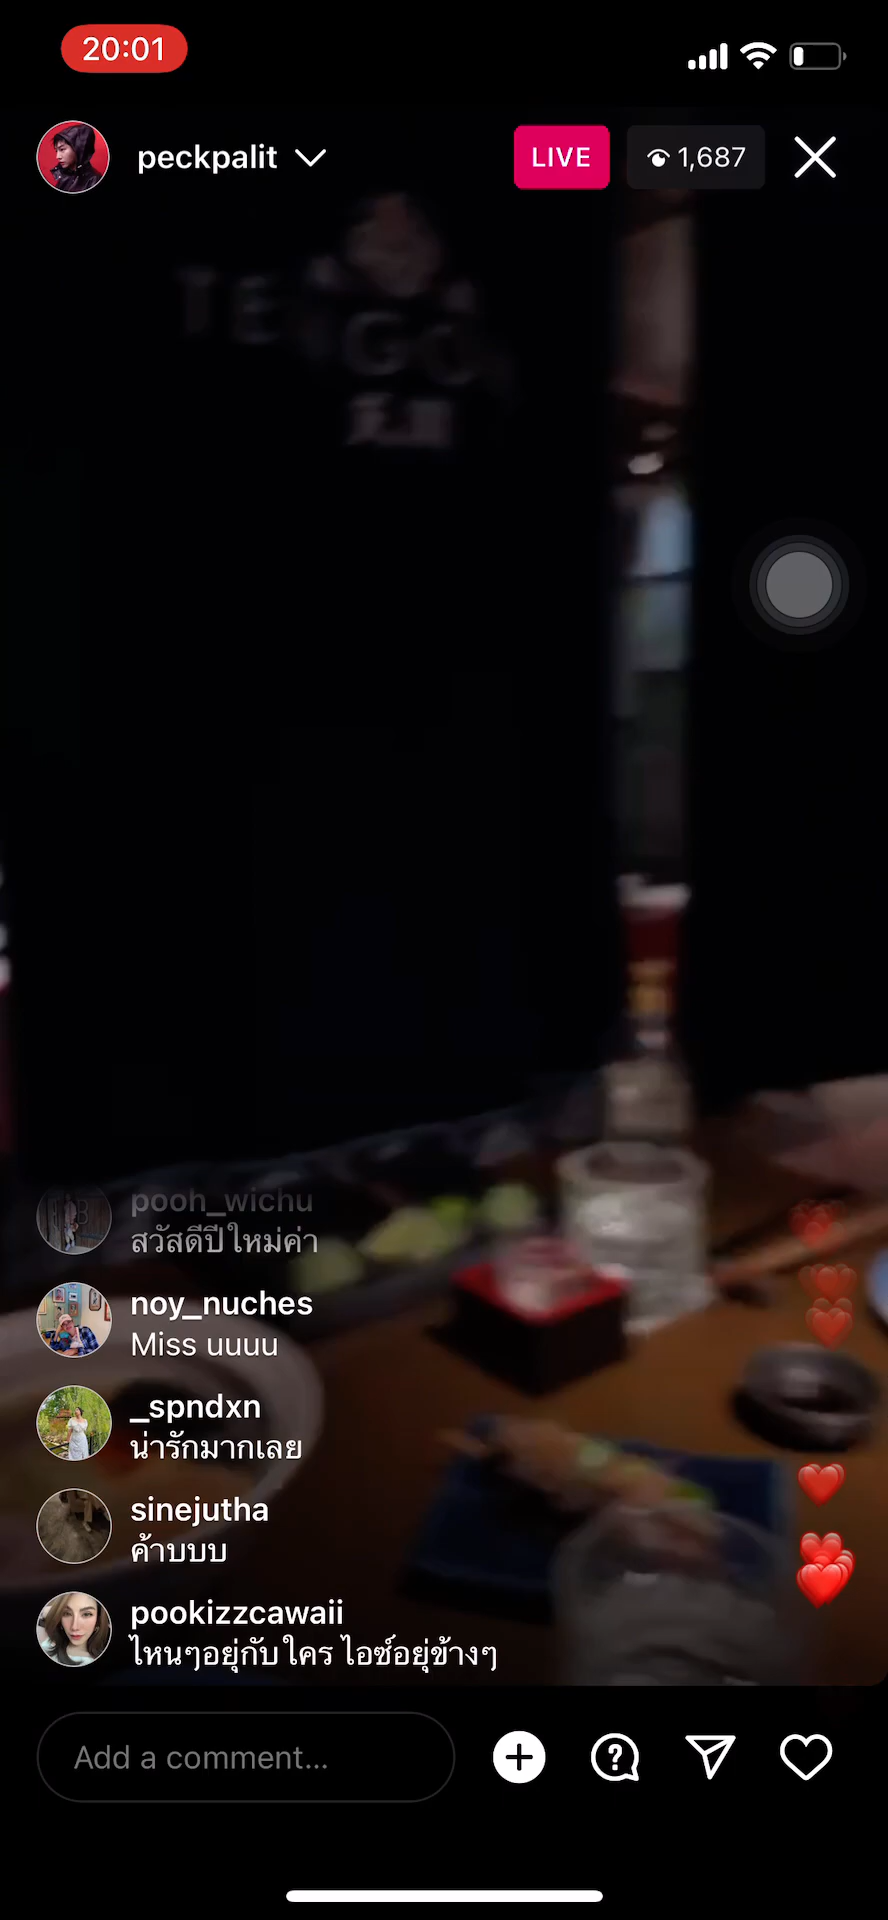 20:01
peckpalit
LIVE
1,687
TENGO
pooh_wichu
สวัสดีปีใหม่ค่า
noy_nuches
Miss uuuu
_spndxn
น่ารักมากเลย
sinejutha
ค้าบบบ
pookizzcawaii
ไหนๆอยู่กับใคร ไอซ์อยู่ข้างๆ
Add a comment...